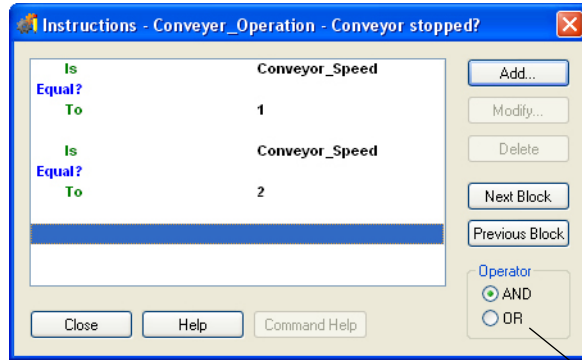 Instructions - Conveyer_Operation - Conveyor stopped?
Is Conveyor_Speed
Equal?
To 1
Is Conveyor_Speed
Equal?
To 2
Add...
Modify...
Delete
Next Block
Previous Block
Operator
AND
OR
Close Help Command Help